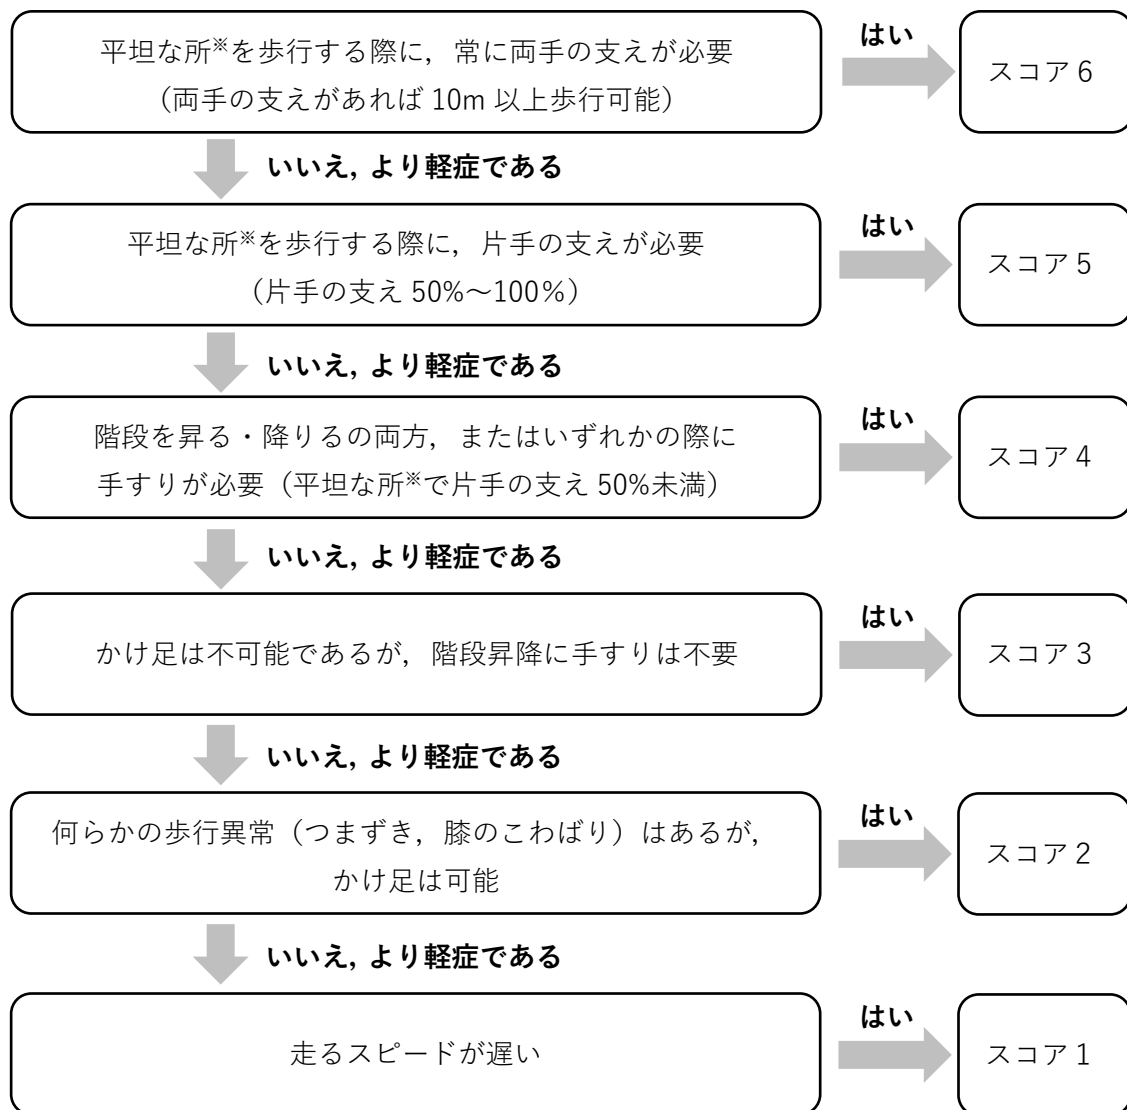 平坦な所※を歩行する際に，常に両手の支えが必要
（両手の支えがあれば 10m 以上歩行可能）
はい
スコア 6
いいえ，より軽症である
平坦な所※を歩行する際に，片手の支えが必要
（片手の支え 50%～100%）
はい
スコア 5
いいえ，より軽症である
階段を昇る・降りるの両方，またはいずれかの際に
手すりが必要（平坦な所※で片手の支え 50%未満）
はい
スコア 4
いいえ，より軽症である
かけ足は不可能であるが，階段昇降に手すりは不要
はい
スコア 3
いいえ，より軽症である
何らかの歩行異常（つまずき，膝のこわばり）はあるが，
かけ足は可能
はい
スコア 2
いいえ，より軽症である
走るスピードが遅い
はい
スコア 1